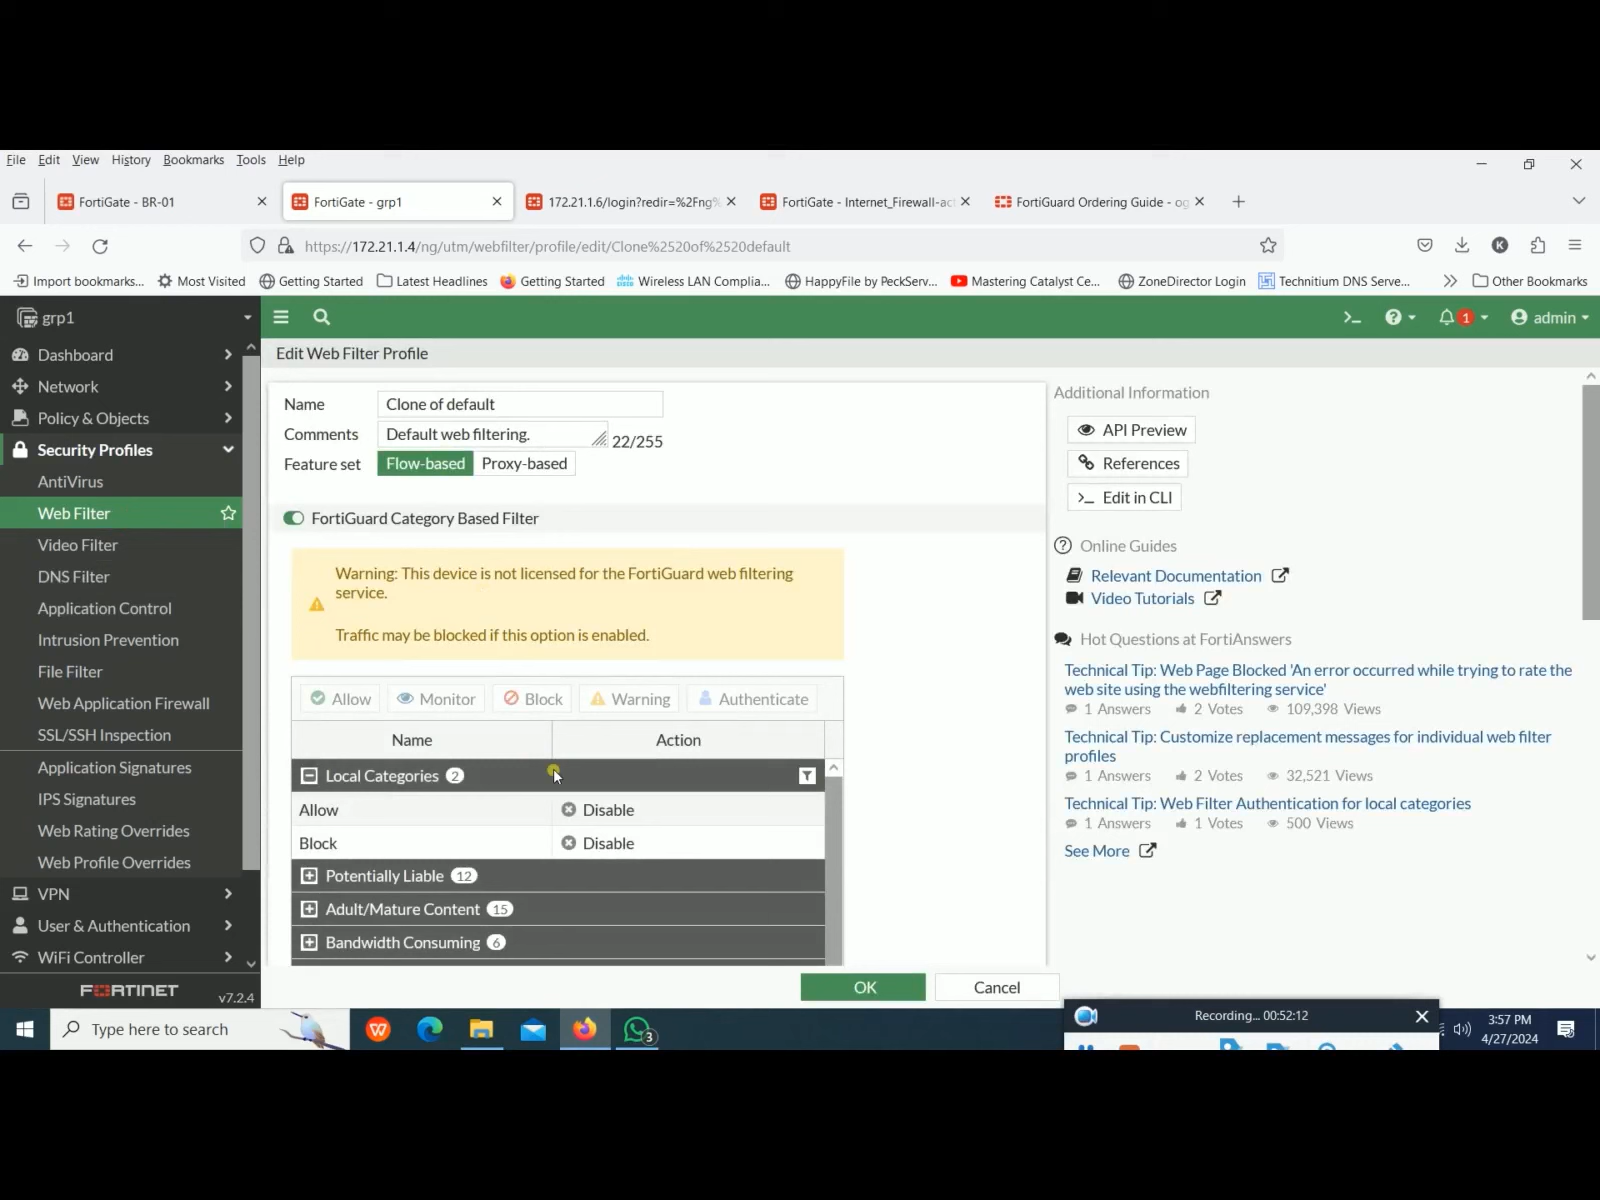 File Edit View History Bookmarks Tools Help
FortiGate - BR-01
FortiGate - grp1
172.21.1.6/login?redir=%2Fng%
FortiGate - Internet_Firewall-ac
FortiGuard Ordering Guide - og
https://172.21.1.4/ng/utm/webfilter/profile/edit/Clone%2520of%2520default
K
Import bookmarks... Most Visited Getting Started Latest Headlines Getting Started Wireless LAN Complia... HappyFile by PeckServ... Mastering Catalyst Ce... ZoneDirector Login Technitium DNS Serve... Other Bookmarks
grp1
1
admin
Dashboard
Network
Policy & Objects
Security Profiles
AntiVirus
Web Filter
Video Filter
DNS Filter
Application Control
Intrusion Prevention
File Filter
Web Application Firewall
SSL/SSH Inspection
Application Signatures
IPS Signatures
Web Rating Overrides
Web Profile Overrides
VPN
User & Authentication
WiFi Controller
FORTINET
v7.2.4
Edit Web Filter Profile
Name Clone of default
Comments Default web filtering. 22/255
Feature set Flow-based Proxy-based
FortiGuard Category Based Filter
Warning: This device is not licensed for the FortiGuard web filtering
service.
Traffic may be blocked if this option is enabled.
Allow Monitor Block Warning Authenticate
Name Action
Local Categories 2
Allow Disable
Block Disable
Potentially Liable 12
Adult/Mature Content 15
Bandwidth Consuming 6
OK Cancel
Additional Information
API Preview
References
Edit in CLI
Online Guides
Relevant Documentation
Video Tutorials
Hot Questions at FortiAnswers
Technical Tip: Web Page Blocked 'An error occurred while trying to rate the
web site using the webfiltering service'
1 Answers 2 Votes 109,398 Views
Technical Tip: Customize replacement messages for individual web filter
profiles
1 Answers 2 Votes 32,521 Views
Technical Tip: Web Filter Authentication for local categories
1 Answers 1 Votes 500 Views
See More
Type here to search
W
3
Recording... 00:52:12
3:57 PM
4/27/2024